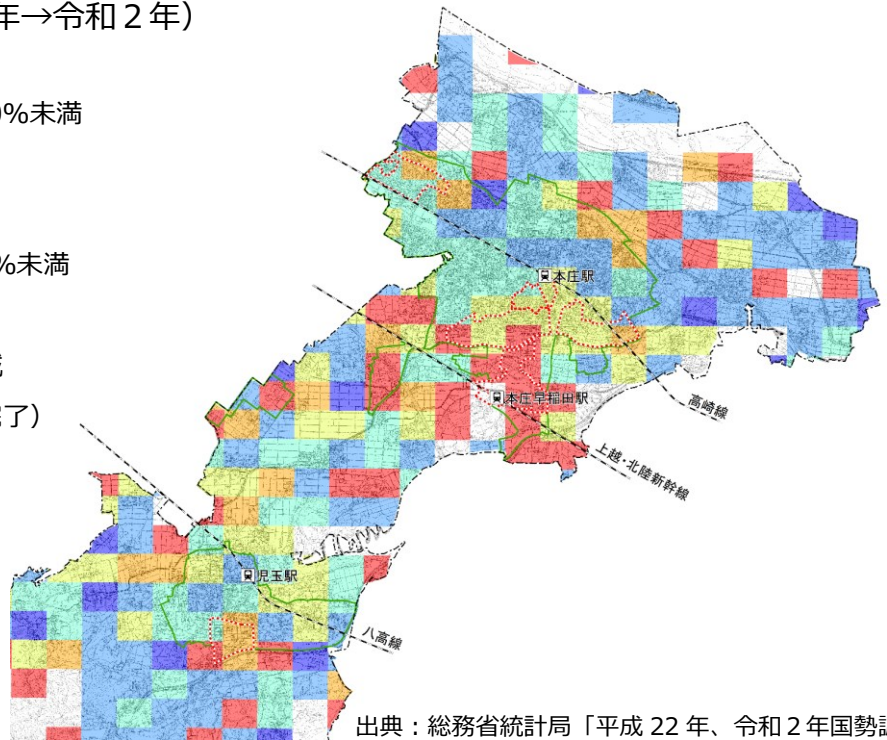 年→令和２年）
%未満
%未満
完了）
本庄駅
本庄早稲田駅
高崎線
上越・北陸新幹線
児玉駅
八高線
出典：総務省統計局「平成 22 年、令和２年国勢